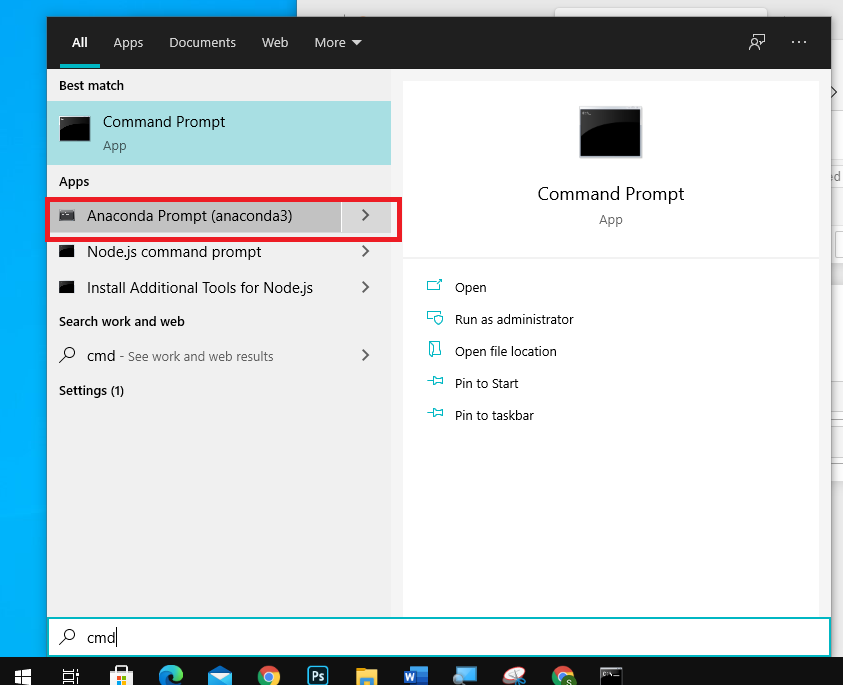 All Apps Documents Web More
Best match
Command Prompt
App
Apps
Anaconda Prompt (anaconda3)
Node.js command prompt
Install Additional Tools for Node.js
Search work and web
cmd - See work and web results
Settings (1)
Command Prompt
App
Open
Run as administrator
Open file location
Pin to Start
Pin to taskbar
ed
cmd
Ps
W
S